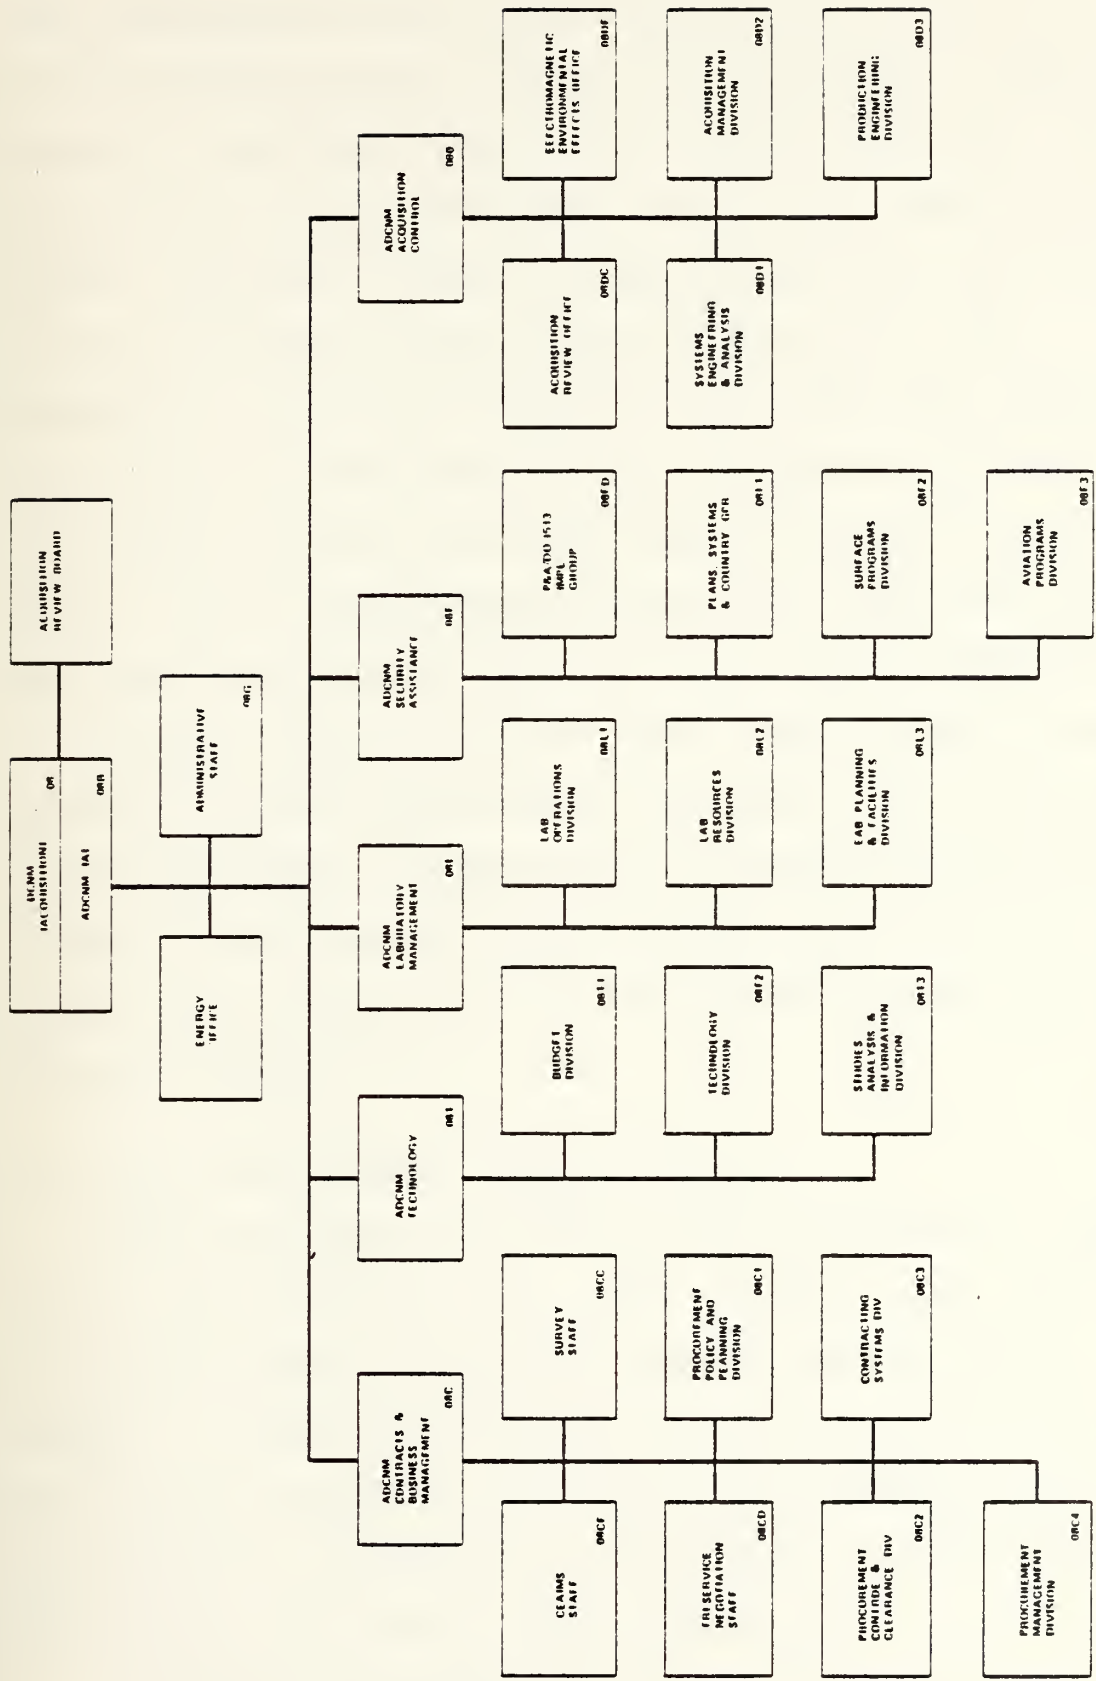 ACQUISITION
REVIEW BOARD
DCNM
(ACQUISITION)
08
ADCNM (A)
08B
ADMINISTRATIVE
STAFF
08G
ENERGY
OFFICE
ADCNM
CONTRACTS &
BUSINESS
MANAGEMENT
08C
ADCNM
TECHNOLOGY
08T
ADCNM
LABORATORY
MANAGEMENT
08L
ADCNM
SECURITY
ASSISTANCE
08F
ADCNM
ACQUISITION
CONTROL
08D
CLAIMS
STAFF
SURVEY
STAFF
08CC
TRI SERVICE
NEGOTIATION
STAFF
08CD
PROCUREMENT
POLICY AND
PLANNING
DIVISION
08C1
PROCUREMENT
CONTROL &
CLEARANCE DIV
08C2
CONTRACTING
SYSTEMS DIV
08C3
PROCUREMENT
MANAGEMENT
DIVISION
08C4
BUDGET
DIVISION
08T1
TECHNOLOGY
DIVISION
08T2
STUDIES
ANALYSIS &
INFORMATION
DIVISION
08T3
LAB
OPERATIONS
DIVISION
08L1
LAB
RESOURCES
DIVISION
08L2
LAB PLANNING
& FACILITIES
DIVISION
08L3
IMPL
GROUP
08FD
PLANS, SYSTEMS
& COUNTRY GPR
08F1
SURFACE
PROGRAMS
DIVISION
08F2
AVIATION
PROGRAMS
DIVISION
08F3
ACQUISITION
REVIEW OFFICE
08DC
ELECTROMAGNETIC
ENVIRONMENTAL
EFFECTS OFFICE
SYSTEMS
ENGINEERING
& ANALYSIS
DIVISION
08D1
ACQUISITION
MANAGEMENT
DIVISION
08D2
PRODUCTION
ENGINEERING
DIVISION
08D3